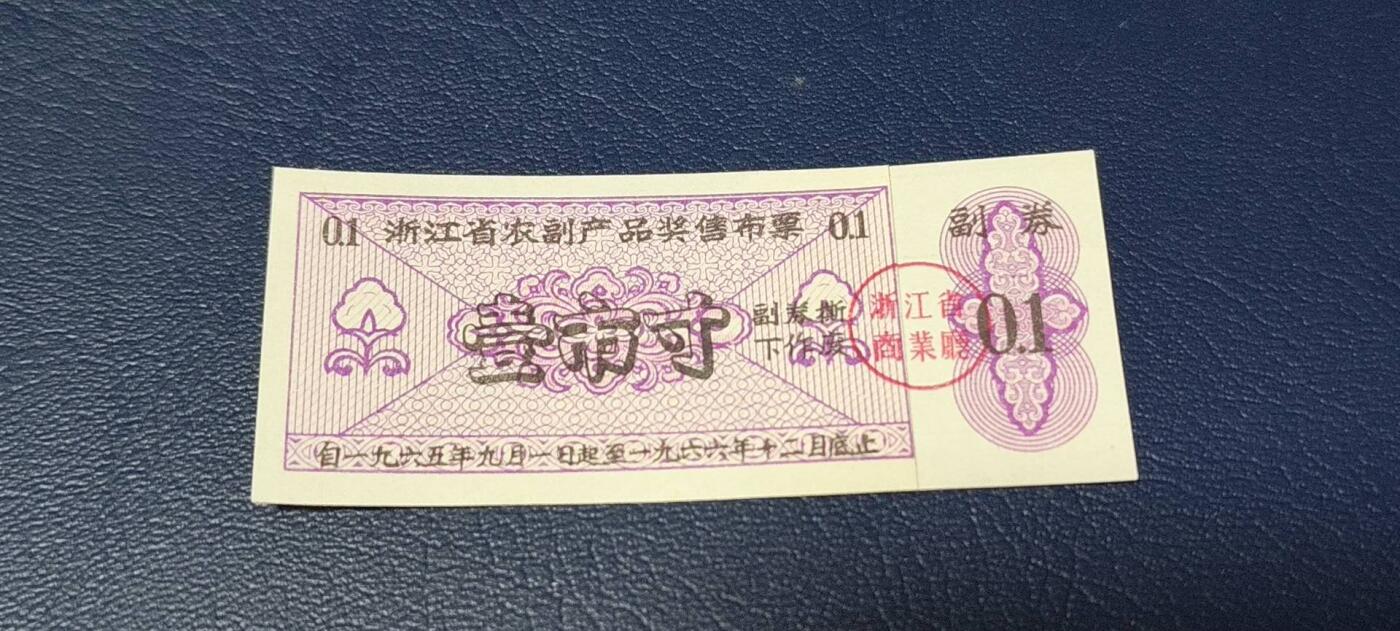 0.1 浙江省农副产品奖售布票 0.1
壹市寸
副券撕
下作废
自一九六五年九月一日起至一九六六年十二月底止
副 券
0.1
浙江省
商業廳